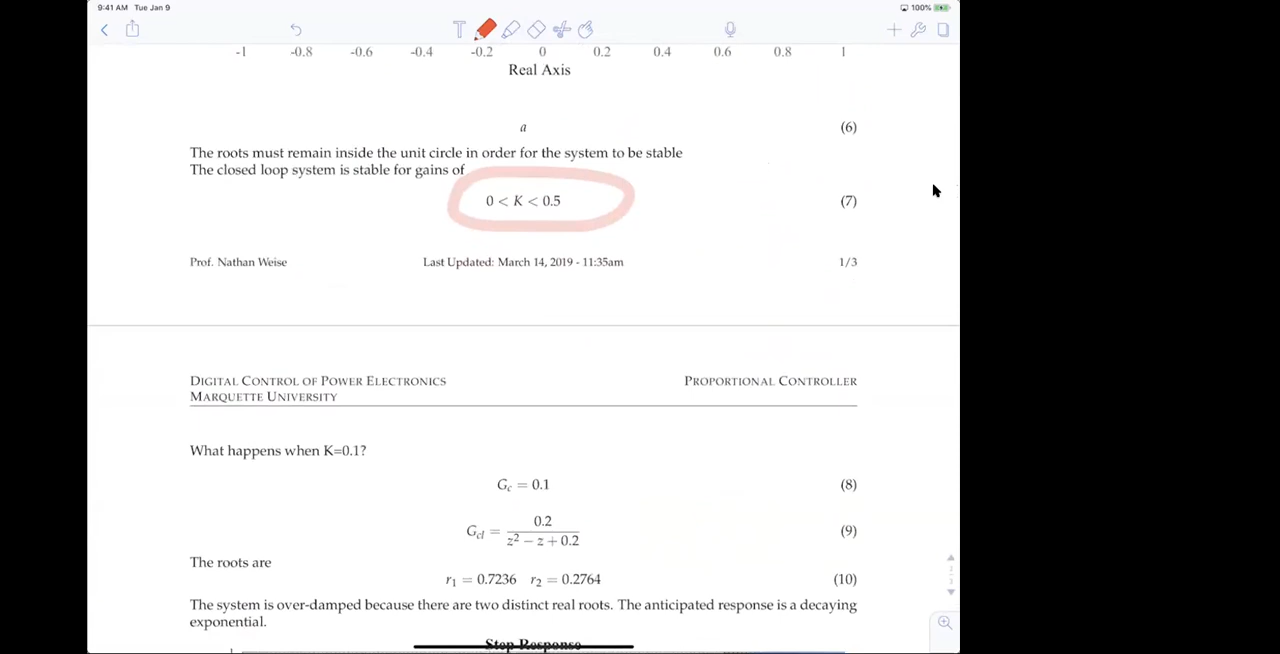 9:41 AM Tue Jan 9
100%
T
-1 -0.8 -0.6 -0.4 -0.2 0 0.2 0.4 0.6 0.8 1
Real Axis
a (6)
The roots must remain inside the unit circle in order for the system to be stable
The closed loop system is stable for gains of
0 < K < 0.5 (7)
Prof. Nathan Weise Last Updated: March 14, 2019 - 11:35am 1/3
DIGITAL CONTROL OF POWER ELECTRONICS PROPORTIONAL CONTROLLER
MARQUETTE UNIVERSITY
What happens when K=0.1?
G_c = 0.1 (8)
G_cl = 0.2 / (z² − z + 0.2) (9)
The roots are
r₁ = 0.7236 r₂ = 0.2764 (10)
The system is over-damped because there are two distinct real roots. The anticipated response is a decaying
exponential.
Step Response
1